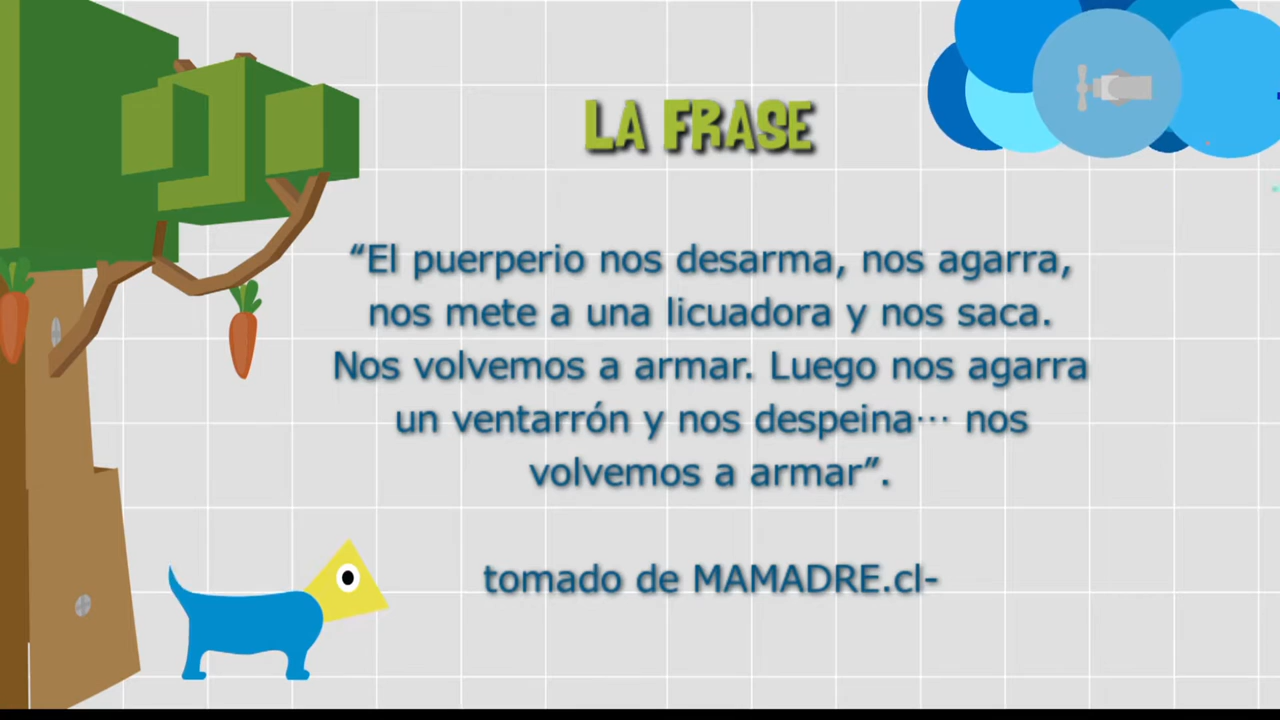 LA FRASE
“El puerperio nos desarma, nos agarra,
nos mete a una licuadora y nos saca.
Nos volvemos a armar. Luego nos agarra
un ventarrón y nos despeina… nos
volvemos a armar”.
tomado de MAMADRE.cl-